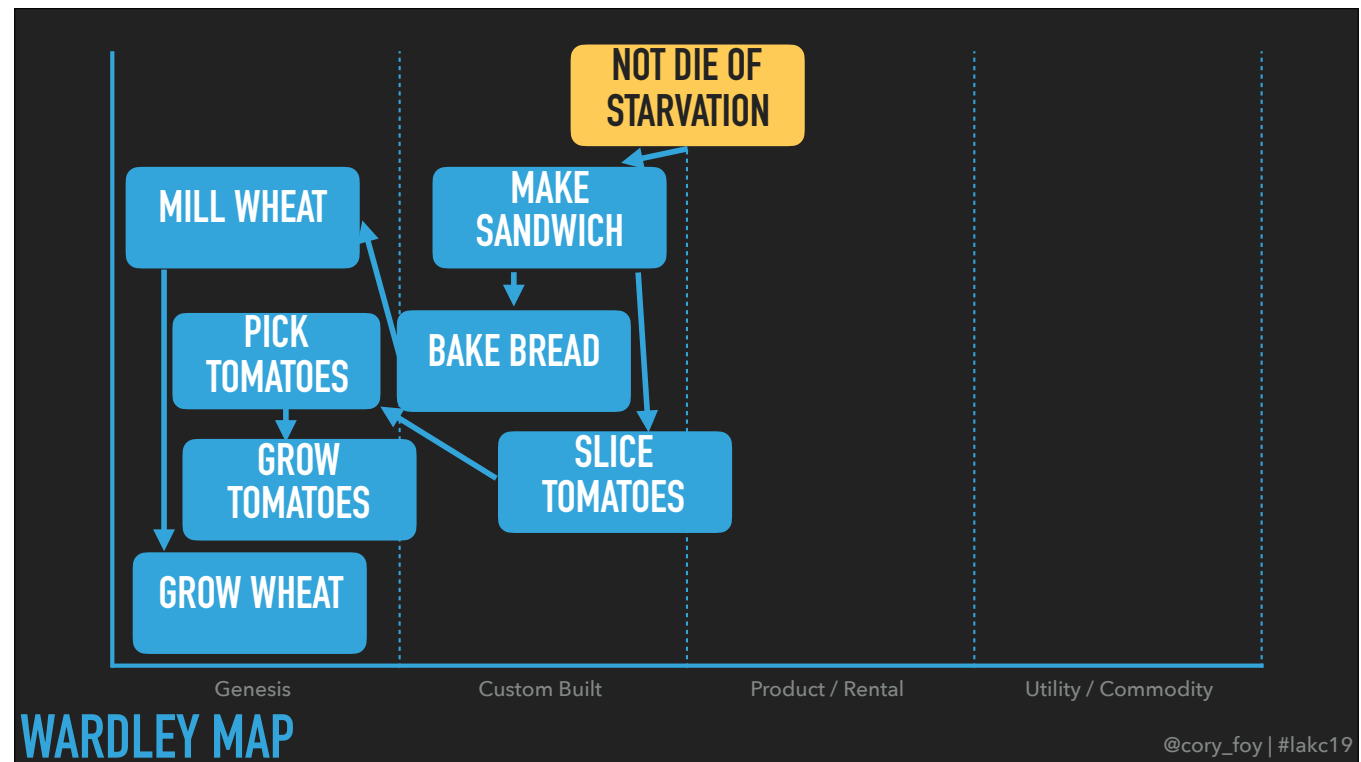 NOT DIE OF
STARVATION
MILL WHEAT
MAKE
SANDWICH
PICK
TOMATOES
BAKE BREAD
GROW
TOMATOES
SLICE
TOMATOES
GROW WHEAT
Genesis
Custom Built
Product / Rental
Utility / Commodity
WARDLEY MAP
@cory_foy | #lakc19